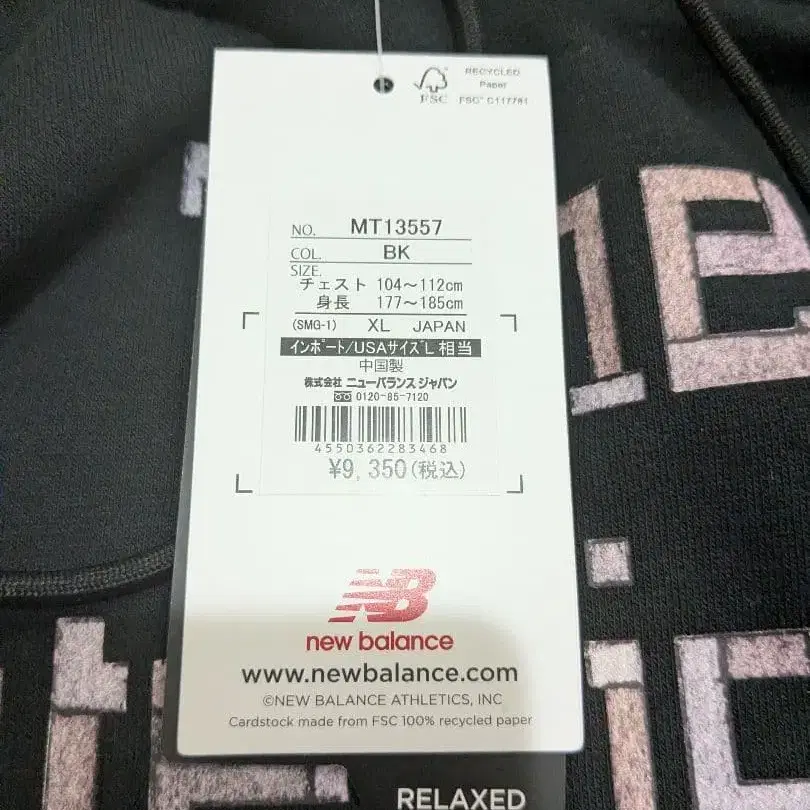 RECYCLED
Paper
FSC® C117781
FSC
NO. MT13557
COL. BK
SIZE.
チェスト 104～112cm
身長 177～185cm
(SMG-1) XL JAPAN
インポート/USAサイズL 相当
中国製
株式会社 ニューバランス ジャパン
0120-85-7120
4550362283468
¥9,350(税込)
NB
new balance
www.newbalance.com
©NEW BALANCE ATHLETICS, INC
Cardstock made from FSC 100% recycled paper
RELAXED